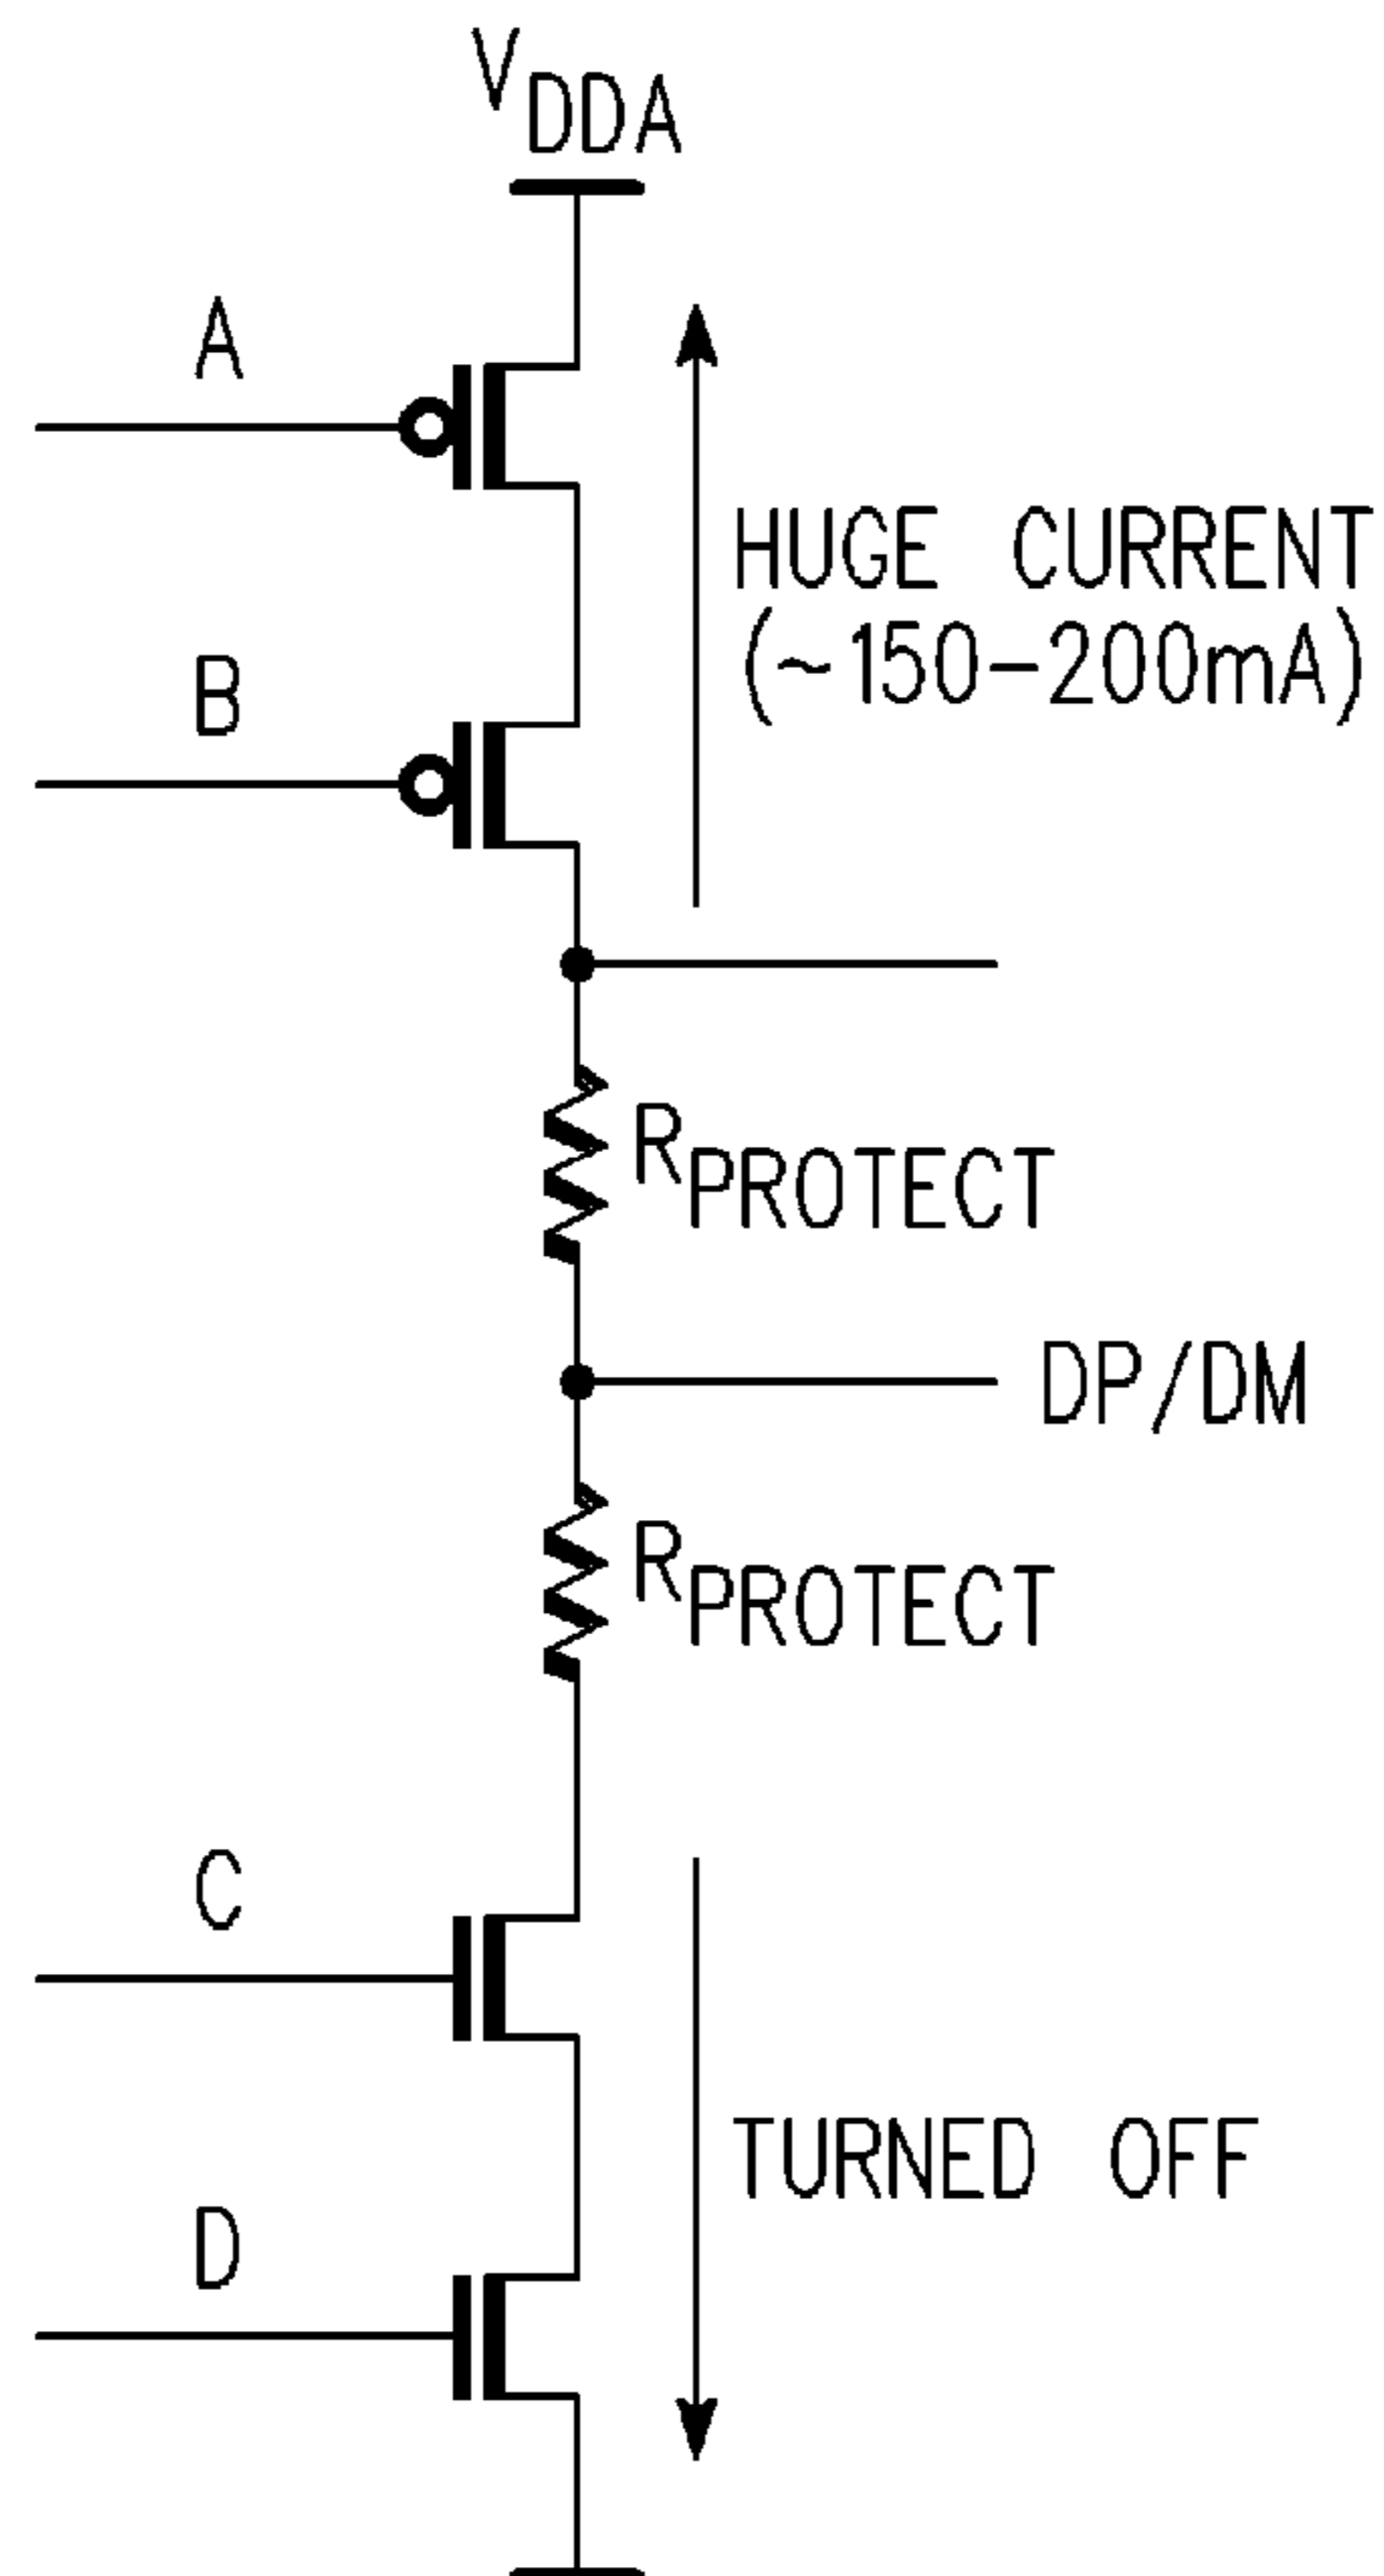 VDDA
A
HUGE CURRENT
(~150-200mA)
B
RPROTECT
DP/DM
RPROTECT
C
TURNED OFF
D